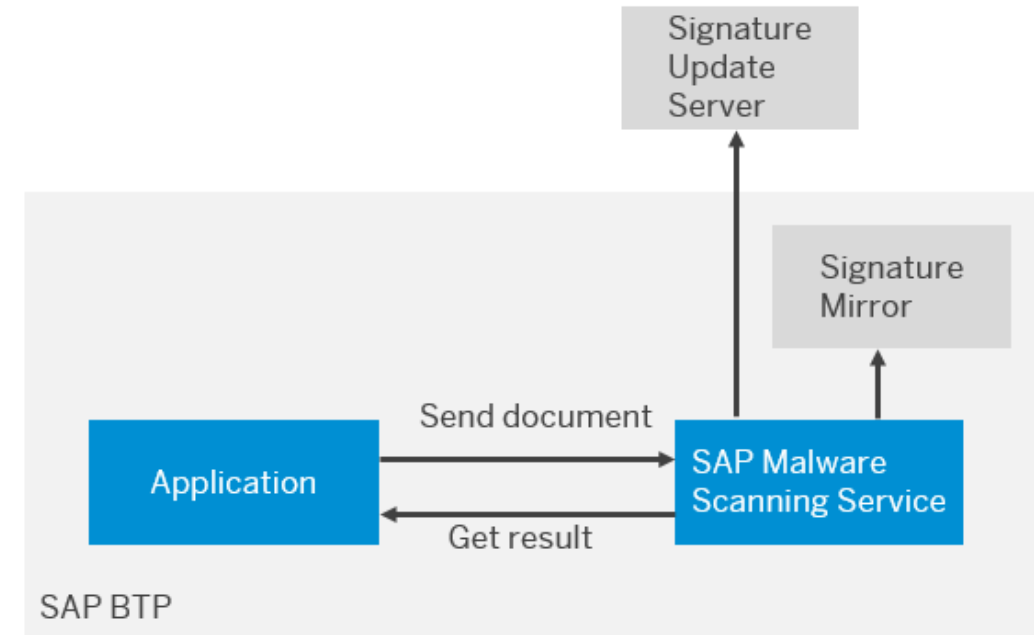 Signature
Update
Server
Signature
Mirror
Send document
Application
SAP Malware
Scanning Service
Get result
SAP BTP